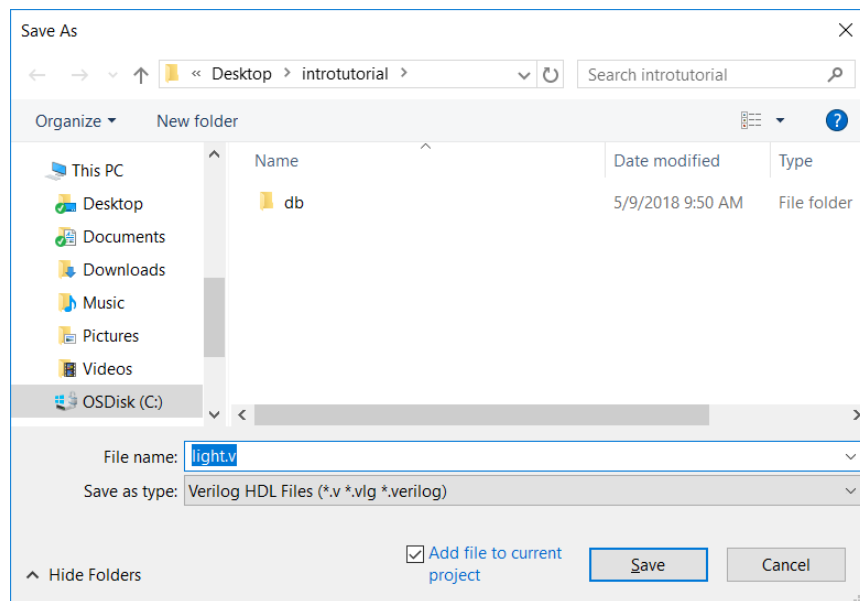 Save As
« Desktop > introtutorial >
Search introtutorial
Organize
New folder
?
Name
Date modified
Type
This PC
Desktop
Documents
Downloads
Music
Pictures
Videos
OSDisk (C:)
db
5/9/2018 9:50 AM
File folder
File name: light.v
Save as type: Verilog HDL Files (*.v *.vlg *.verilog)
Add file to current
project
Save
Cancel
Hide Folders